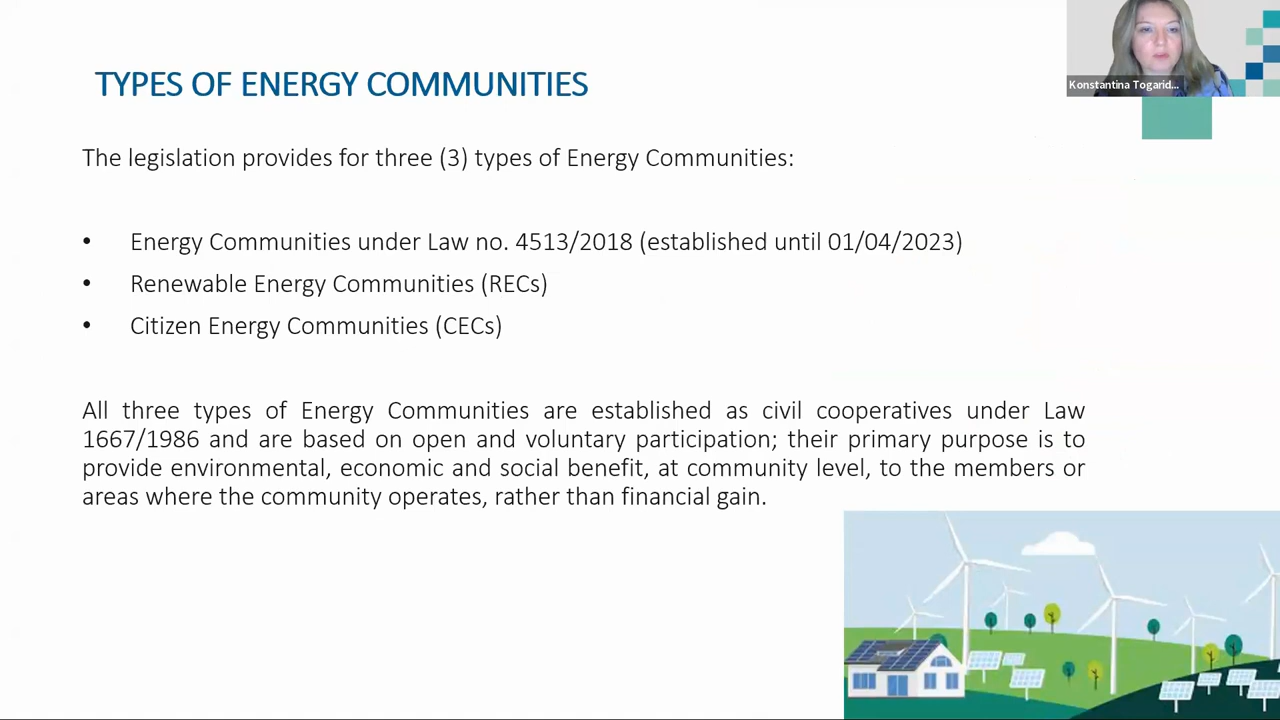 TYPES OF ENERGY COMMUNITIES
Konstantina Togarid...
The legislation provides for three (3) types of Energy Communities:
• Energy Communities under Law no. 4513/2018 (established until 01/04/2023)
• Renewable Energy Communities (RECs)
• Citizen Energy Communities (CECs)
All three types of Energy Communities are established as civil cooperatives under Law
1667/1986 and are based on open and voluntary participation; their primary purpose is to
provide environmental, economic and social benefit, at community level, to the members or
areas where the community operates, rather than financial gain.